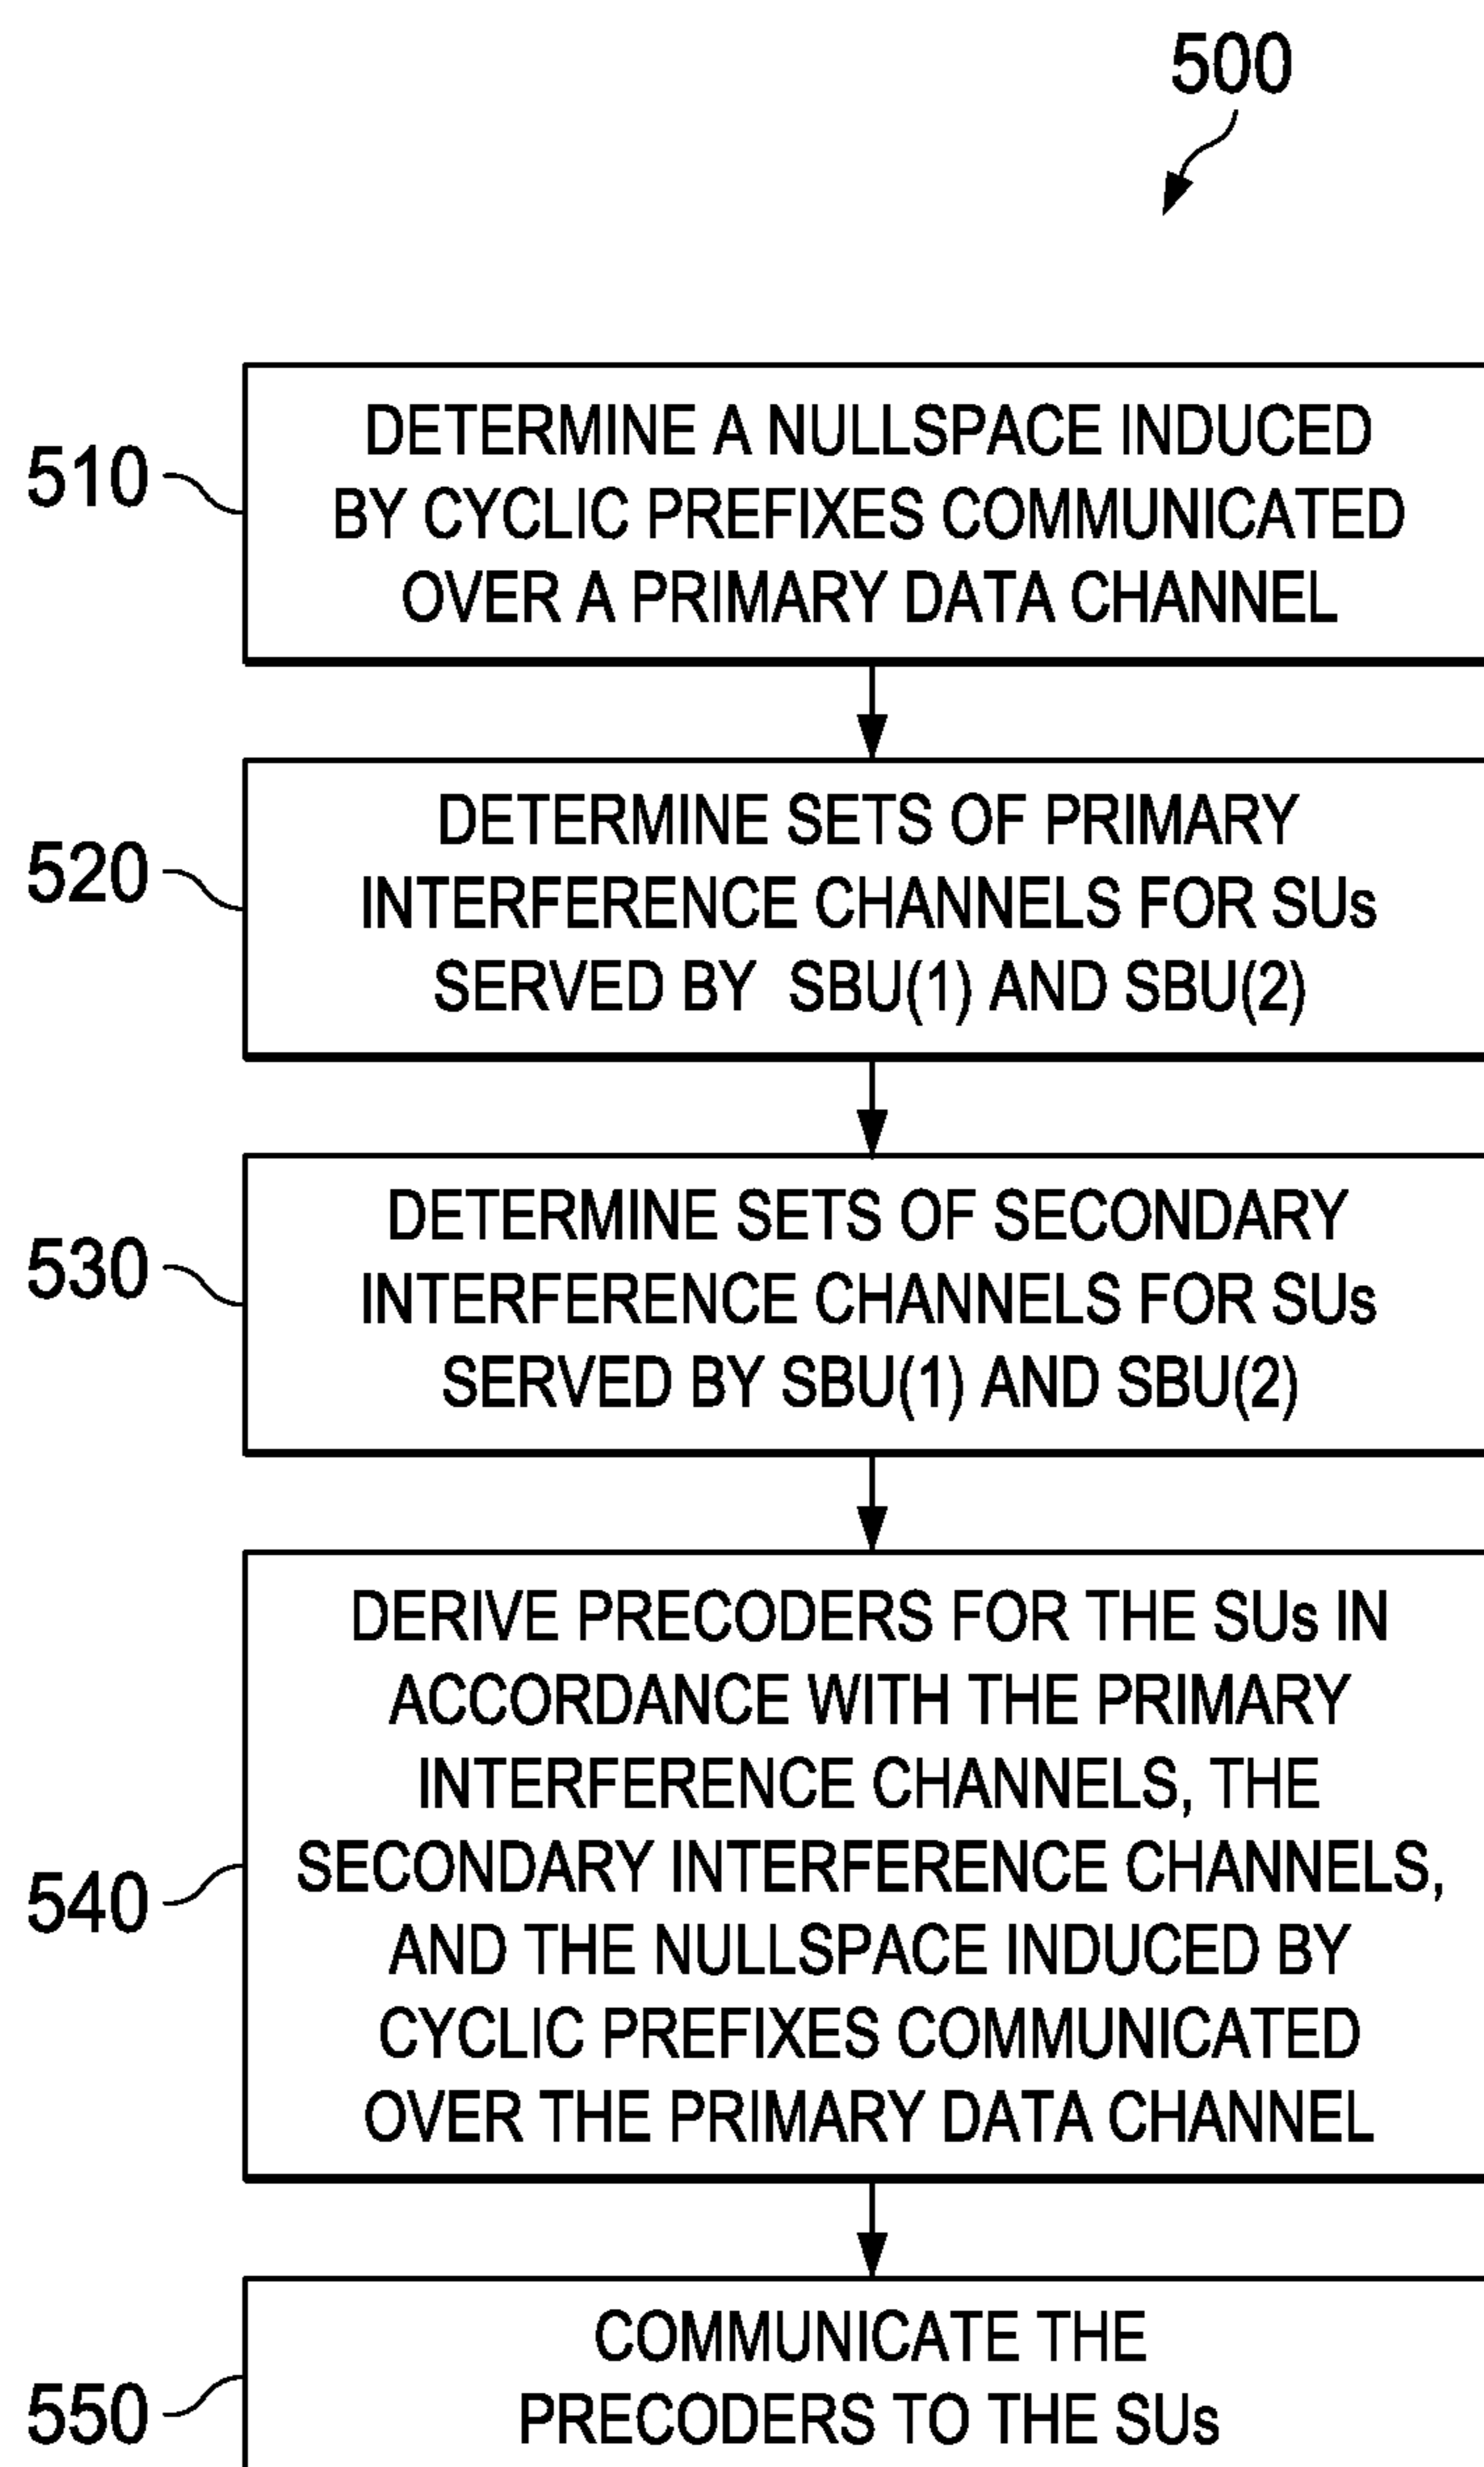 500
510
DETERMINE A NULLSPACE INDUCED
BY CYCLIC PREFIXES COMMUNICATED
OVER A PRIMARY DATA CHANNEL
520
DETERMINE SETS OF PRIMARY
INTERFERENCE CHANNELS FOR SUs
SERVED BY SBU(1) AND SBU(2)
530
DETERMINE SETS OF SECONDARY
INTERFERENCE CHANNELS FOR SUs
SERVED BY SBU(1) AND SBU(2)
540
DERIVE PRECODERS FOR THE SUs IN
ACCORDANCE WITH THE PRIMARY
INTERFERENCE CHANNELS, THE
SECONDARY INTERFERENCE CHANNELS,
AND THE NULLSPACE INDUCED BY
CYCLIC PREFIXES COMMUNICATED
OVER THE PRIMARY DATA CHANNEL
550
COMMUNICATE THE
PRECODERS TO THE SUs